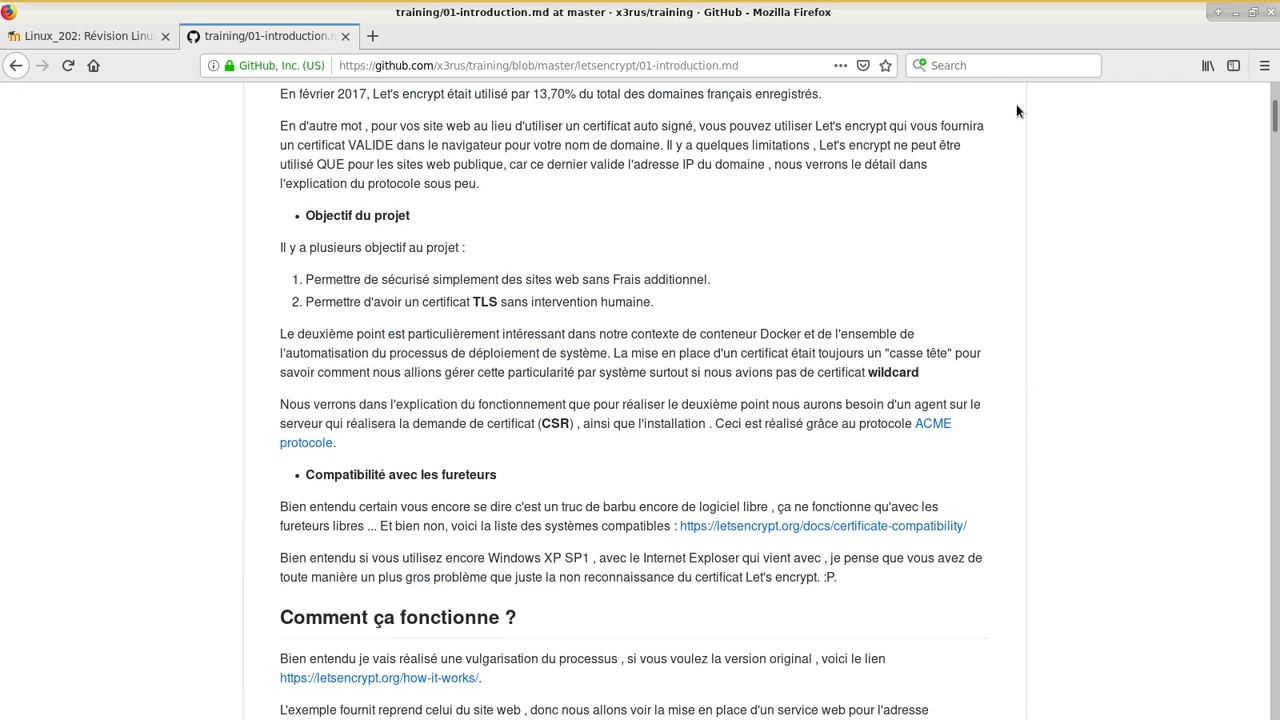 training/01-introduction.md at master · x3rus/training · GitHub - Mozilla Firefox
Linux_202: Révision Linu
training/01-introduction.m
GitHub, Inc. (US)
https://github.com/x3rus/training/blob/master/letsencrypt/01-introduction.md
Search
En février 2017, Let's encrypt était utilisé par 13,70% du total des domaines français enregistrés.
En d'autre mot , pour vos site web au lieu d'utiliser un certificat auto signé, vous pouvez utiliser Let's encrypt qui vous fournira
un certificat VALIDE dans le navigateur pour votre nom de domaine. Il y a quelques limitations , Let's encrypt ne peut être
utilisé QUE pour les sites web publique, car ce dernier valide l'adresse IP du domaine , nous verrons le détail dans
l'explication du protocole sous peu.
• Objectif du projet
Il y a plusieurs objectif au projet :
1. Permettre de sécurisé simplement des sites web sans Frais additionnel.
2. Permettre d'avoir un certificat TLS sans intervention humaine.
Le deuxième point est particulièrement intéressant dans notre contexte de conteneur Docker et de l'ensemble de
l'automatisation du processus de déploiement de système. La mise en place d'un certificat était toujours un "casse tête" pour
savoir comment nous allions gérer cette particularité par système surtout si nous avions pas de certificat wildcard
Nous verrons dans l'explication du fonctionnement que pour réaliser le deuxième point nous aurons besoin d'un agent sur le
serveur qui réalisera la demande de certificat (CSR) , ainsi que l'installation . Ceci est réalisé grâce au protocole ACME
protocole.
• Compatibilité avec les fureteurs
Bien entendu certain vous encore se dire c'est un truc de barbu encore de logiciel libre , ça ne fonctionne qu'avec les
fureteurs libres ... Et bien non, voici la liste des systèmes compatibles : https://letsencrypt.org/docs/certificate-compatibility/
Bien entendu si vous utilisez encore Windows XP SP1 , avec le Internet Exploser qui vient avec , je pense que vous avez de
toute manière un plus gros problème que juste la non reconnaissance du certificat Let's encrypt. :P.
Comment ça fonctionne ?
Bien entendu je vais réalisé une vulgarisation du processus , si vous voulez la version original , voici le lien
https://letsencrypt.org/how-it-works/.
L'exemple fournit reprend celui du site web , donc nous allons voir la mise en place d'un service web pour l'adresse